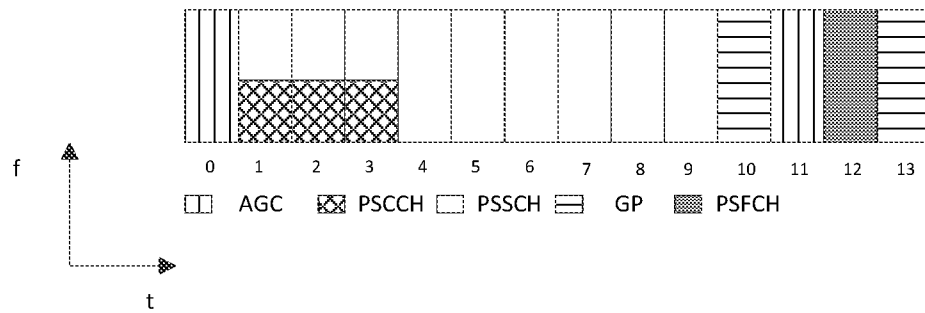 f
0 1 2 3 4 5 6 7 8 9 10 11 12 13
AGC PSCCH PSSCH GP PSFCH
t